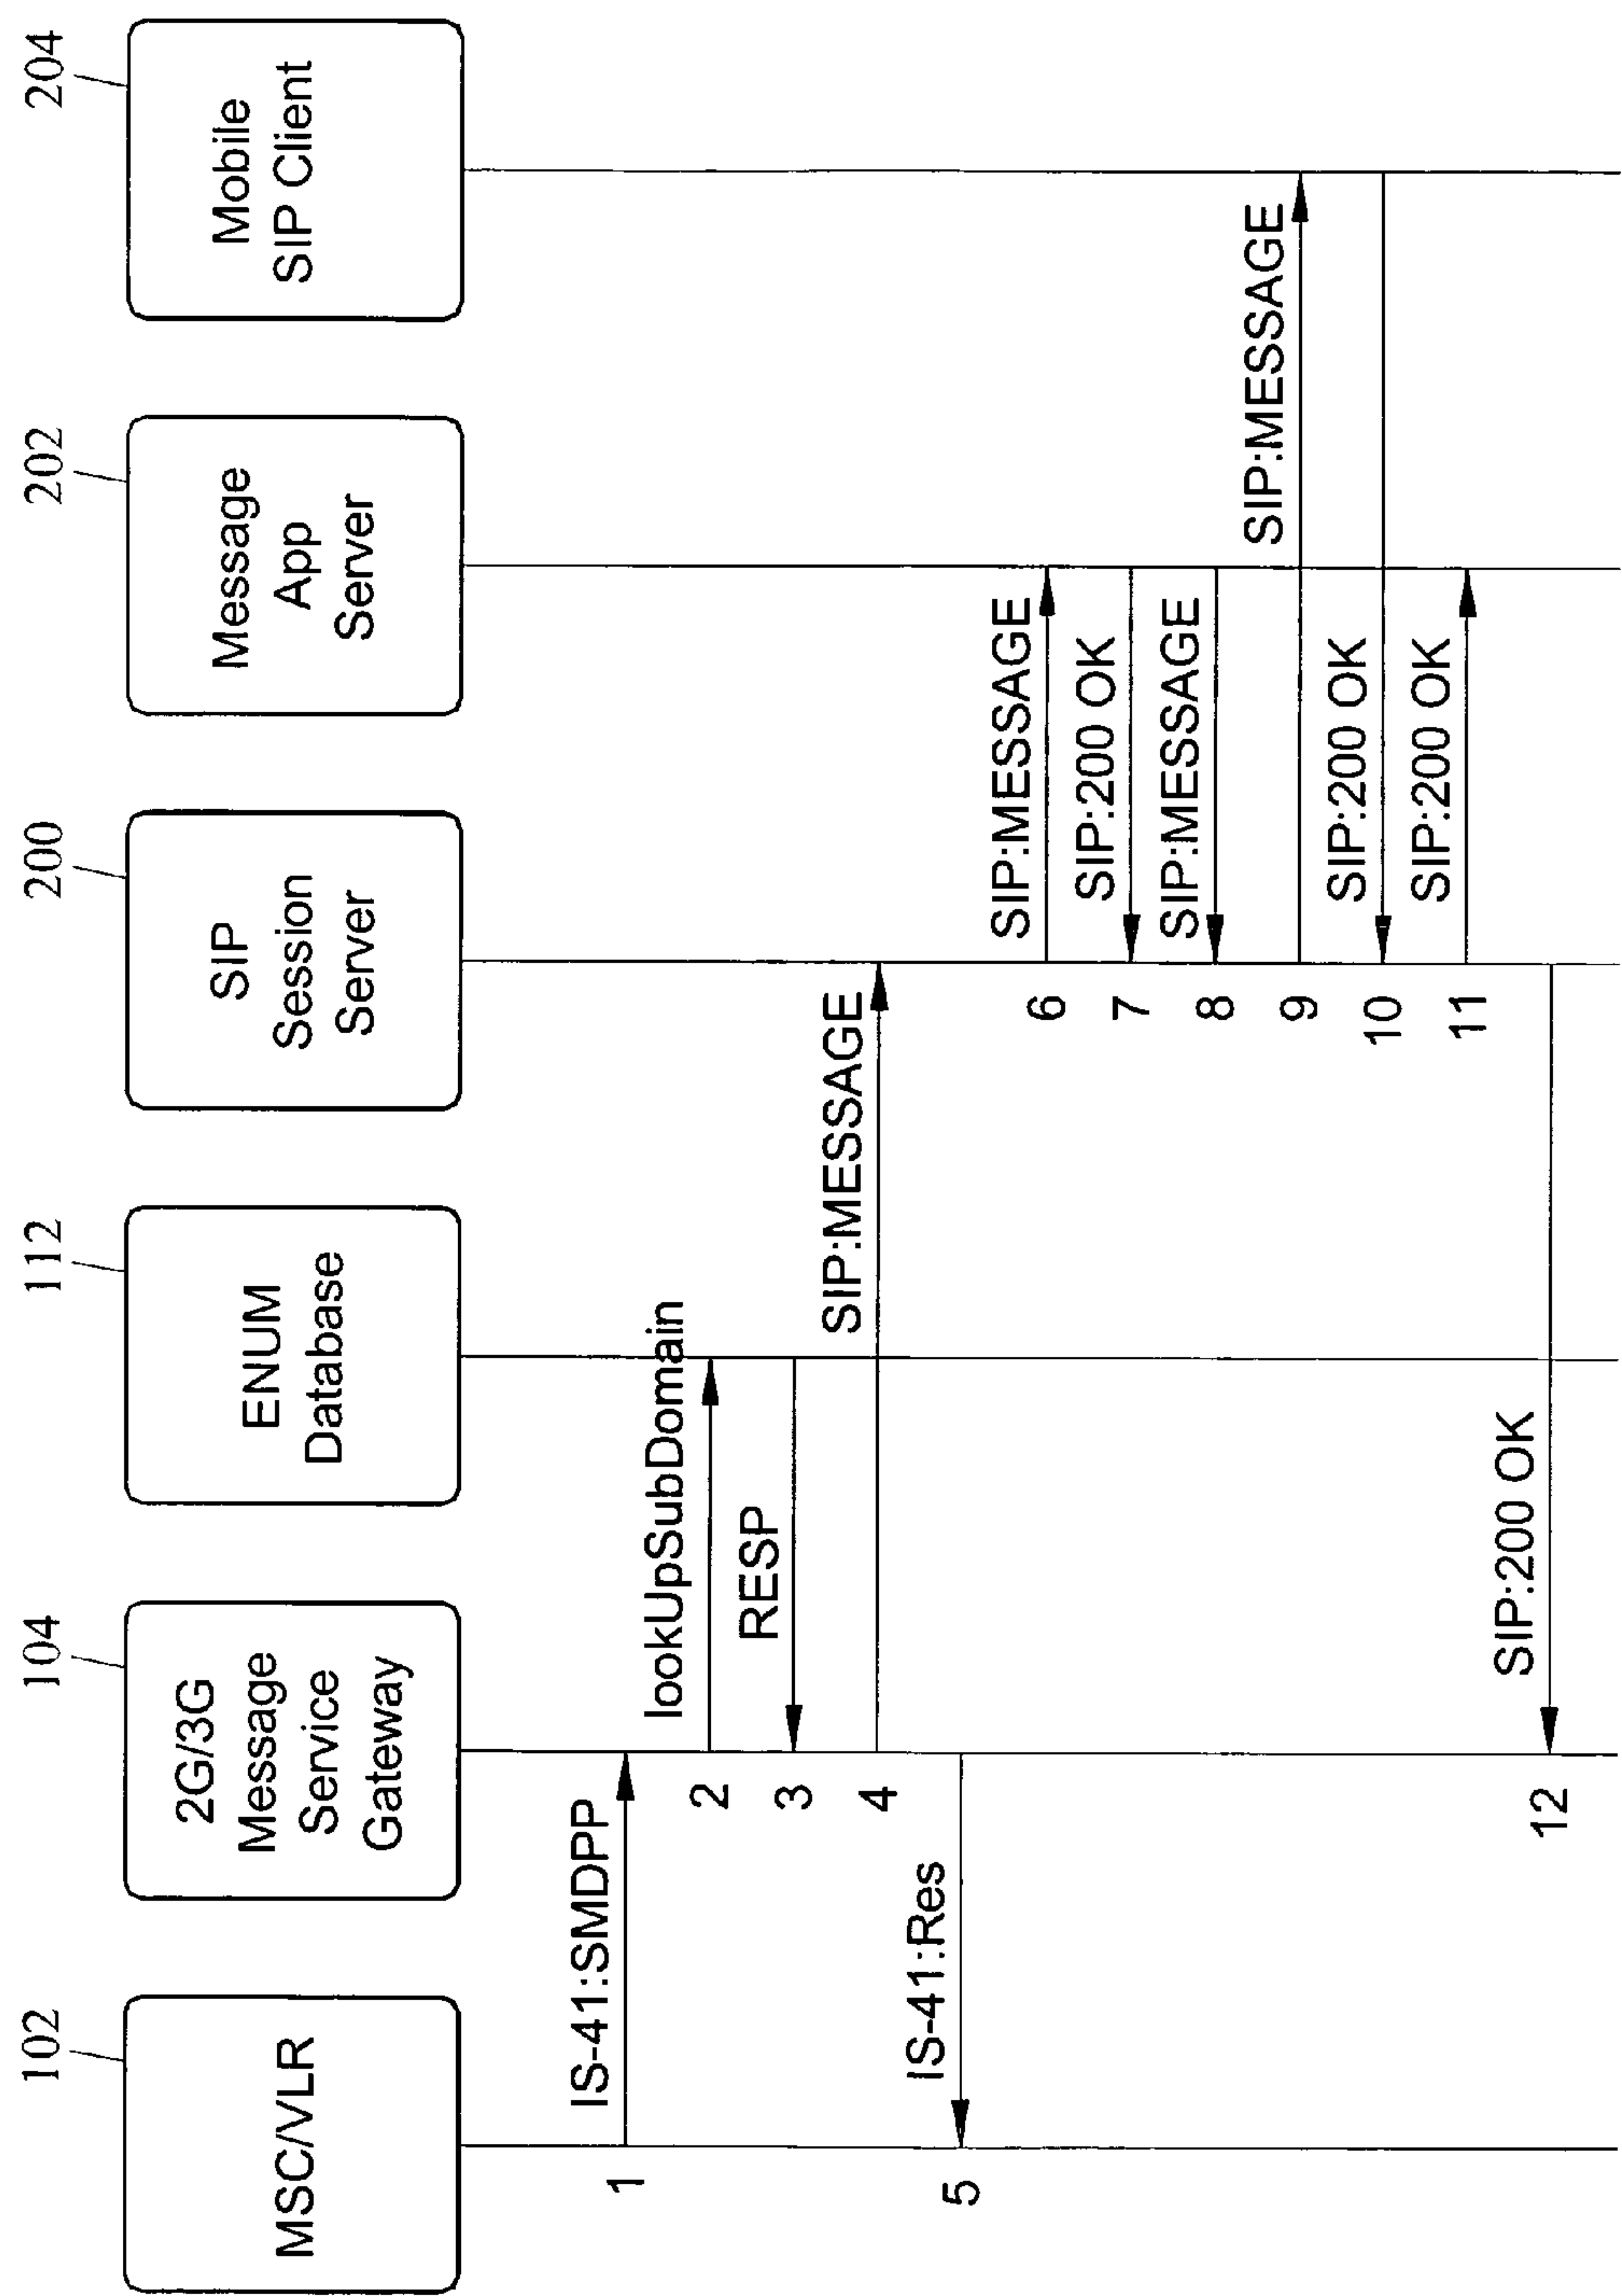 102
104
112
200
202
204
MSC/VLR
2G/3G
Message
Service
Gateway
ENUM
Database
SIP
Session
Server
Message
App
Server
Mobile
SIP Client
1
IS-41:SMDPP
2
lookUpSubDomain
3
RESP
4
SIP:MESSAGE
5
IS-41:Res
6
SIP:MESSAGE
7
SIP:200 OK
8
SIP:MESSAGE
9
SIP:MESSAGE
10
SIP:200 OK
11
SIP:200 OK
12
SIP:200 OK